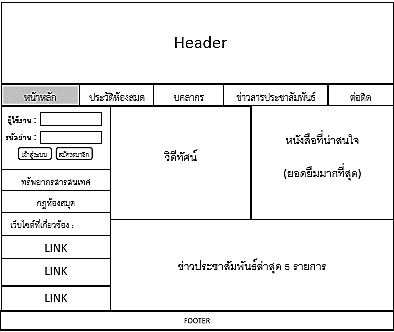 Header
หน้าหลัก
ประวัติห้องสมุด
บุคลากร
ข่าวสารประชาสัมพันธ์
ติดต่อ
ผู้ใช้งาน :
รหัสผ่าน :
เข้าสู่ระบบ สมัครสมาชิก
ทรัพยากรสารสนเทศ
กฎห้องสมุด
เว็บไซต์ที่เกี่ยวข้อง :
LINK
LINK
LINK
วิดีทัศน์
หนังสือที่น่าสนใจ
(ยอดยืมมากที่สุด)
ข่าวประชาสัมพันธ์ล่าสุด 5 รายการ
FOOTER